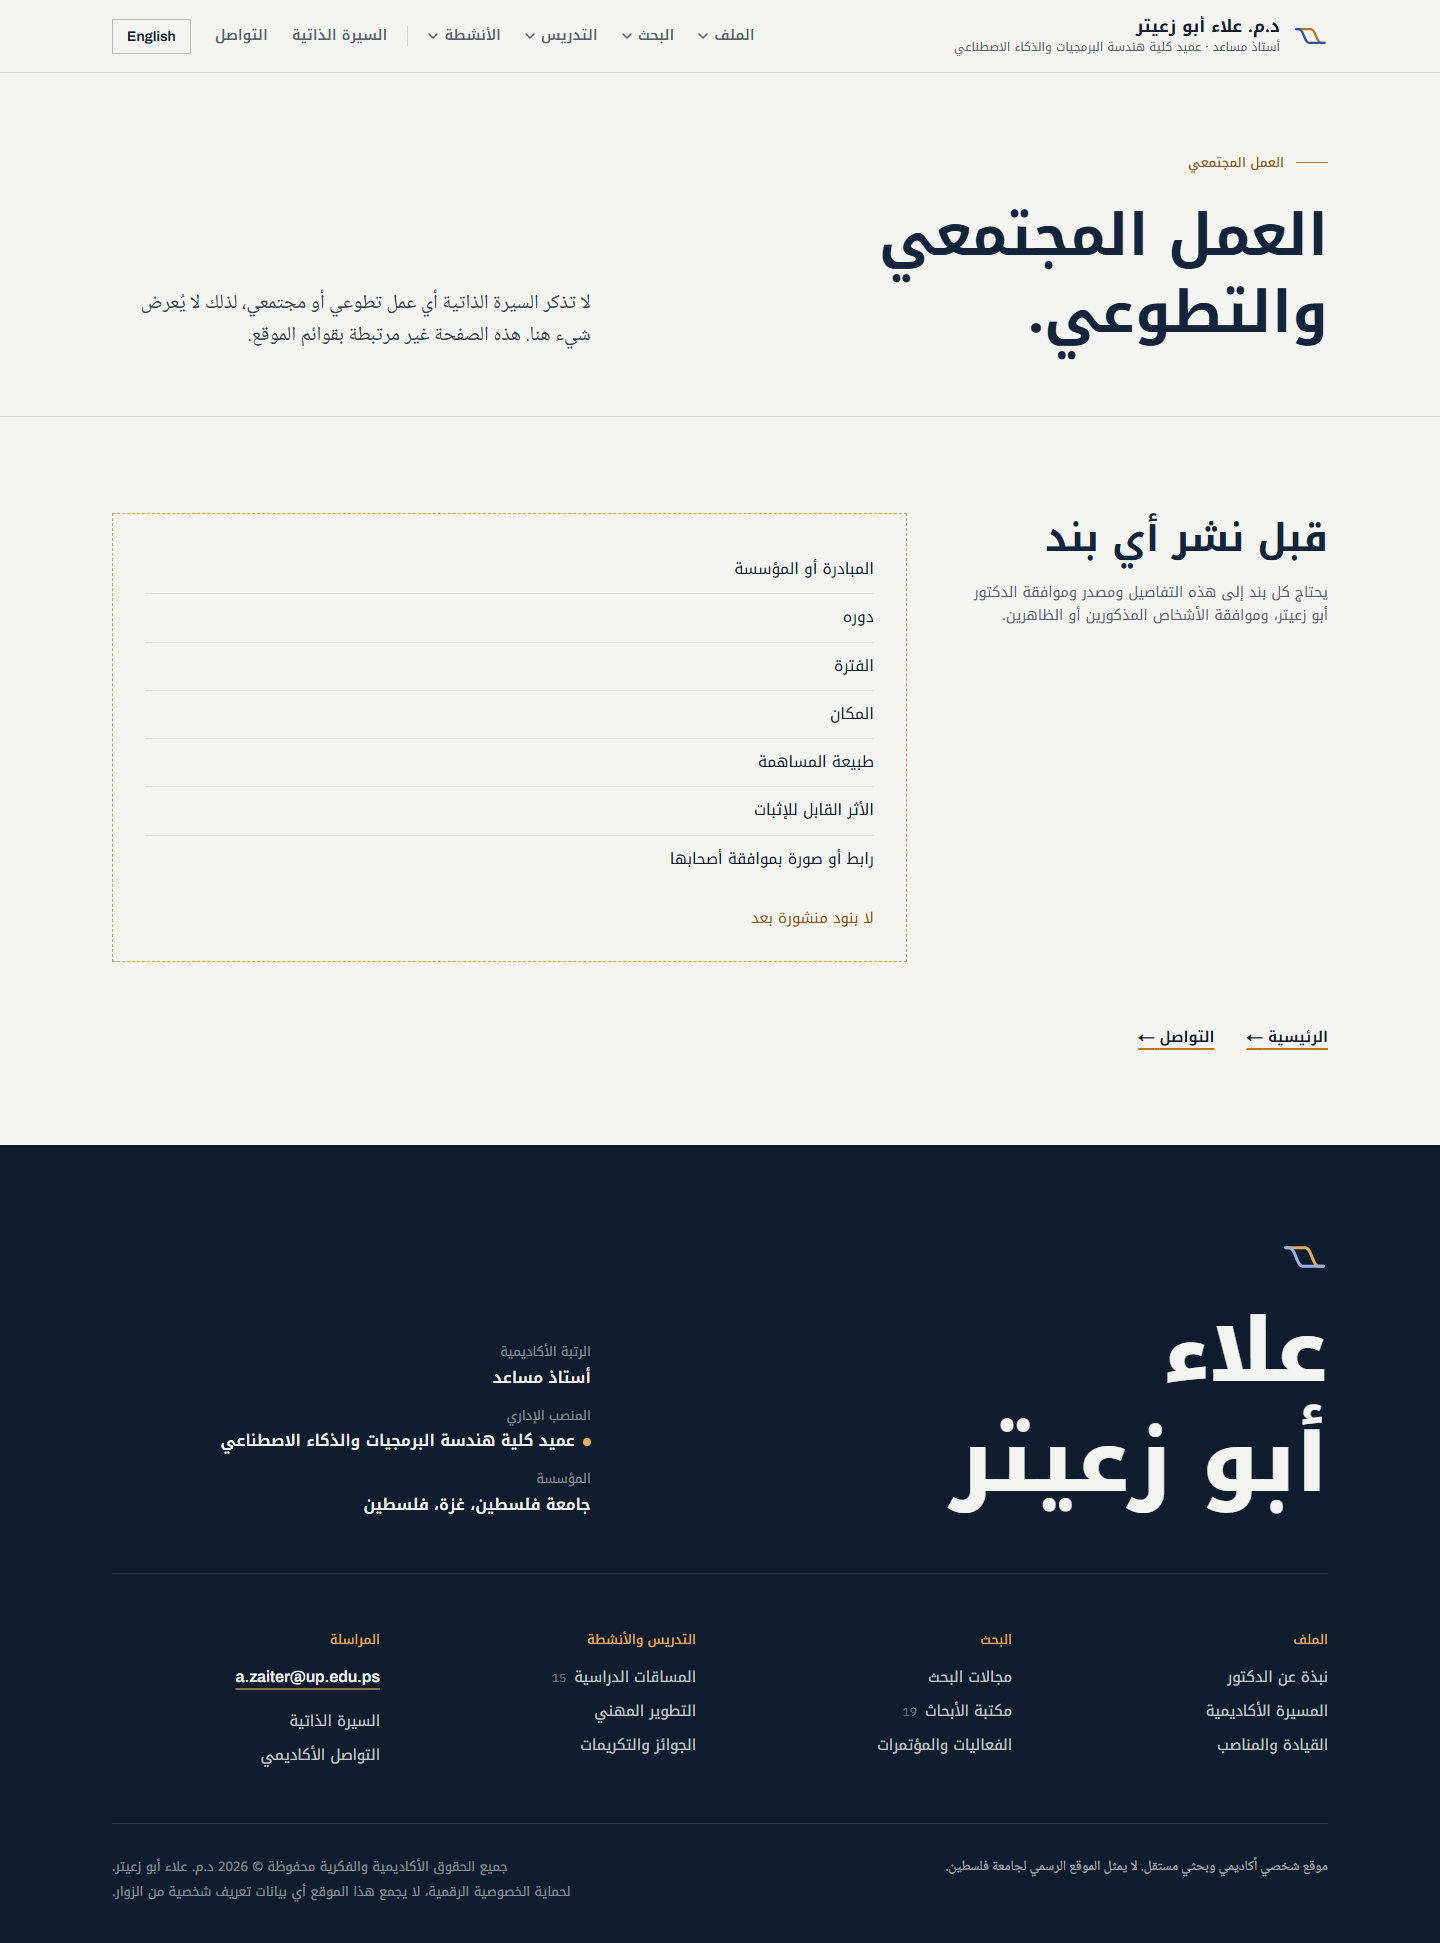 د.م. علاء أبو زعيتر
أستاذ مساعد · عميد كلية هندسة البرمجيات والذكاء الاصطناعي
الملف
البحث
التدريس
الأنشطة
السيرة الذاتية
التواصل
English
العمل المجتمعي
العمل المجتمعي
والتطوعي.
لا تذكر السيرة الذاتية أي عمل تطوعي أو مجتمعي، لذلك لا يُعرض
شيء هنا. هذه الصفحة غير مرتبطة بقوائم الموقع.
قبل نشر أي بند
يحتاج كل بند إلى هذه التفاصيل ومصدر وموافقة الدكتور
أبو زعيتر، وموافقة الأشخاص المذكورين أو الظاهرين.
المبادرة أو المؤسسة
دوره
الفترة
المكان
طبيعة المساهمة
الأثر القابل للإثبات
رابط أو صورة بموافقة أصحابها
لا بنود منشورة بعد
الرئيسية ←
التواصل ←
علاء
أبو زعيتر
الرتبة الأكاديمية
أستاذ مساعد
المنصب الإداري
عميد كلية هندسة البرمجيات والذكاء الاصطناعي
المؤسسة
جامعة فلسطين، غزة، فلسطين
الملف
نبذة عن الدكتور
المسيرة الأكاديمية
القيادة والمناصب
البحث
مجالات البحث
مكتبة الأبحاث 19
الفعاليات والمؤتمرات
التدريس والأنشطة
المساقات الدراسية 15
التطوير المهني
الجوائز والتكريمات
المراسلة
a.zaiter@up.edu.ps
السيرة الذاتية
التواصل الأكاديمي
موقع شخصي أكاديمي وبحثي مستقل. لا يمثل الموقع الرسمي لجامعة فلسطين.
جميع الحقوق الأكاديمية والفكرية محفوظة © 2026 د.م. علاء أبو زعيتر.
لحماية الخصوصية الرقمية، لا يجمع هذا الموقع أي بيانات تعريف شخصية من الزوار.